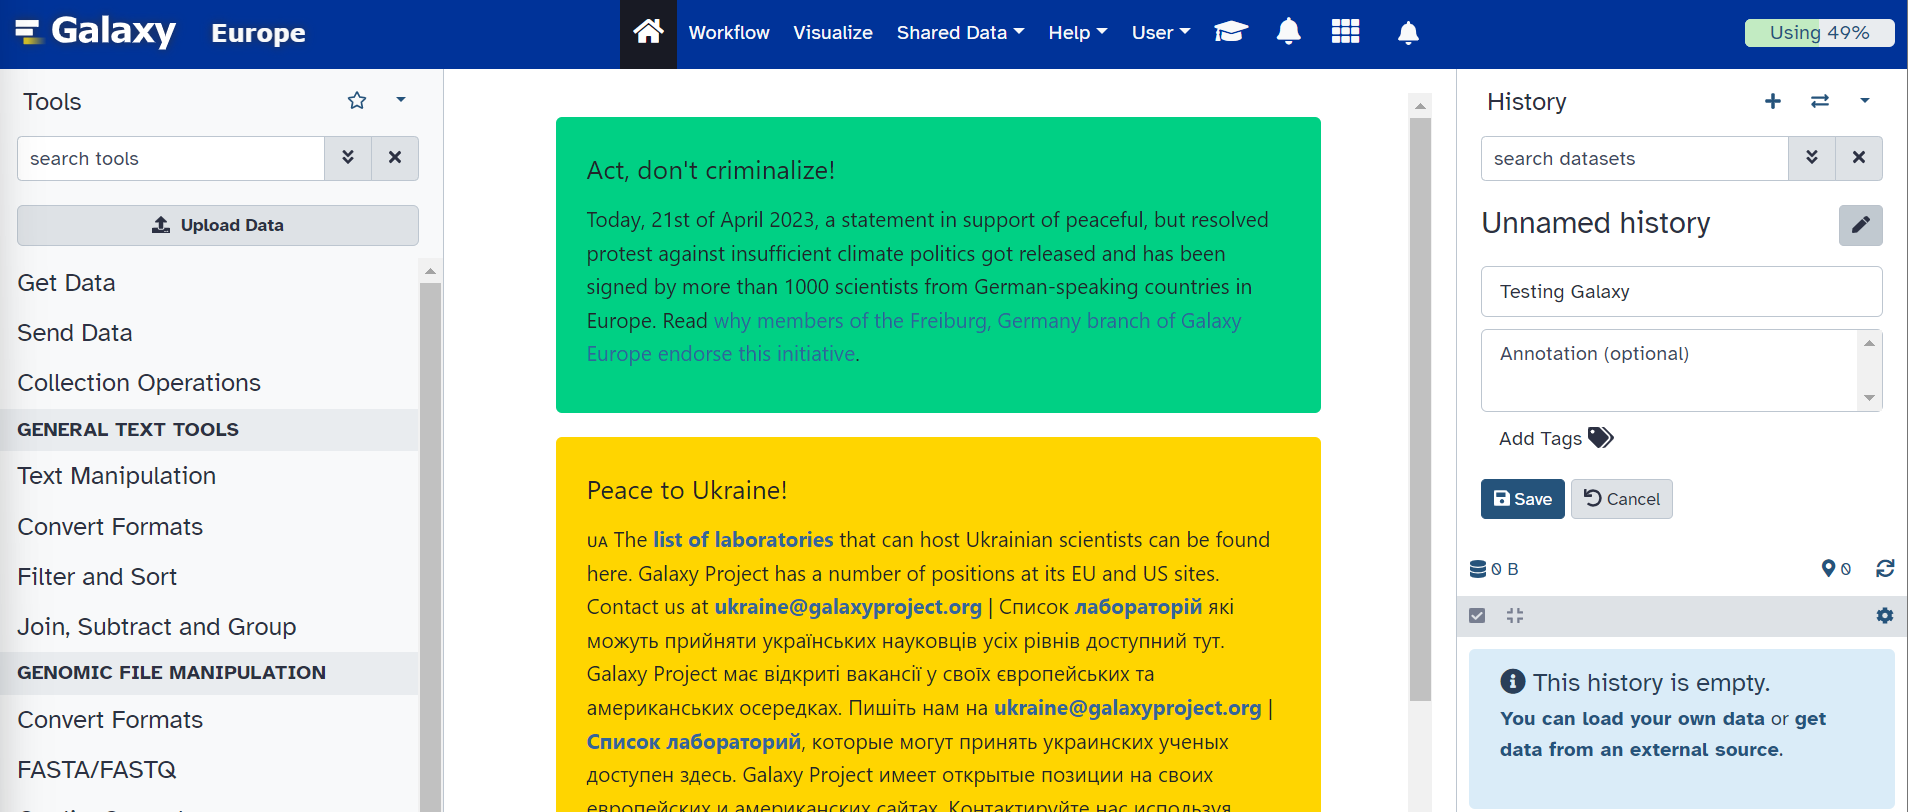 Galaxy Europe
Workflow Visualize Shared Data Help User
Using 49%
Tools
search tools
Upload Data
Get Data
Send Data
Collection Operations
GENERAL TEXT TOOLS
Text Manipulation
Convert Formats
Filter and Sort
Join, Subtract and Group
GENOMIC FILE MANIPULATION
Convert Formats
FASTA/FASTQ
Act, don't criminalize!
Today, 21st of April 2023, a statement in support of peaceful, but resolved
protest against insufficient climate politics got released and has been
signed by more than 1000 scientists from German-speaking countries in
Europe. Read why members of the Freiburg, Germany branch of Galaxy
Europe endorse this initiative.
Peace to Ukraine!
UA The list of laboratories that can host Ukrainian scientists can be found
here. Galaxy Project has a number of positions at its EU and US sites.
Contact us at ukraine@galaxyproject.org | Список лабораторій які
можуть прийняти українських науковців усіх рівнів доступний тут.
Galaxy Project має відкриті вакансії у своїх європейських та
американських осередках. Пишіть нам на ukraine@galaxyproject.org |
Список лабораторий, которые могут принять украинских ученых
доступен здесь. Galaxy Project имеет открытые позиции на своих
европейских и американских сайтах. Контактируйте нас используя
History
search datasets
Unnamed history
Testing Galaxy
Annotation (optional)
Add Tags
Save Cancel
0 B 0
This history is empty.
You can load your own data or get
data from an external source.